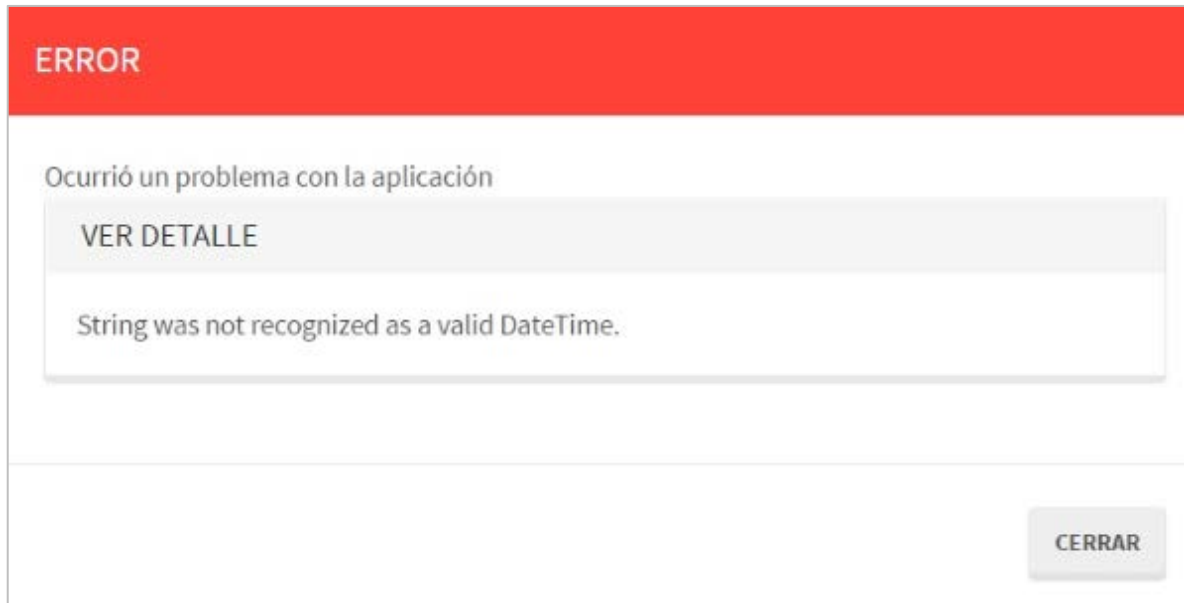 ERROR
Ocurrió un problema con la aplicación
VER DETALLE
String was not recognized as a valid DateTime.
CERRAR